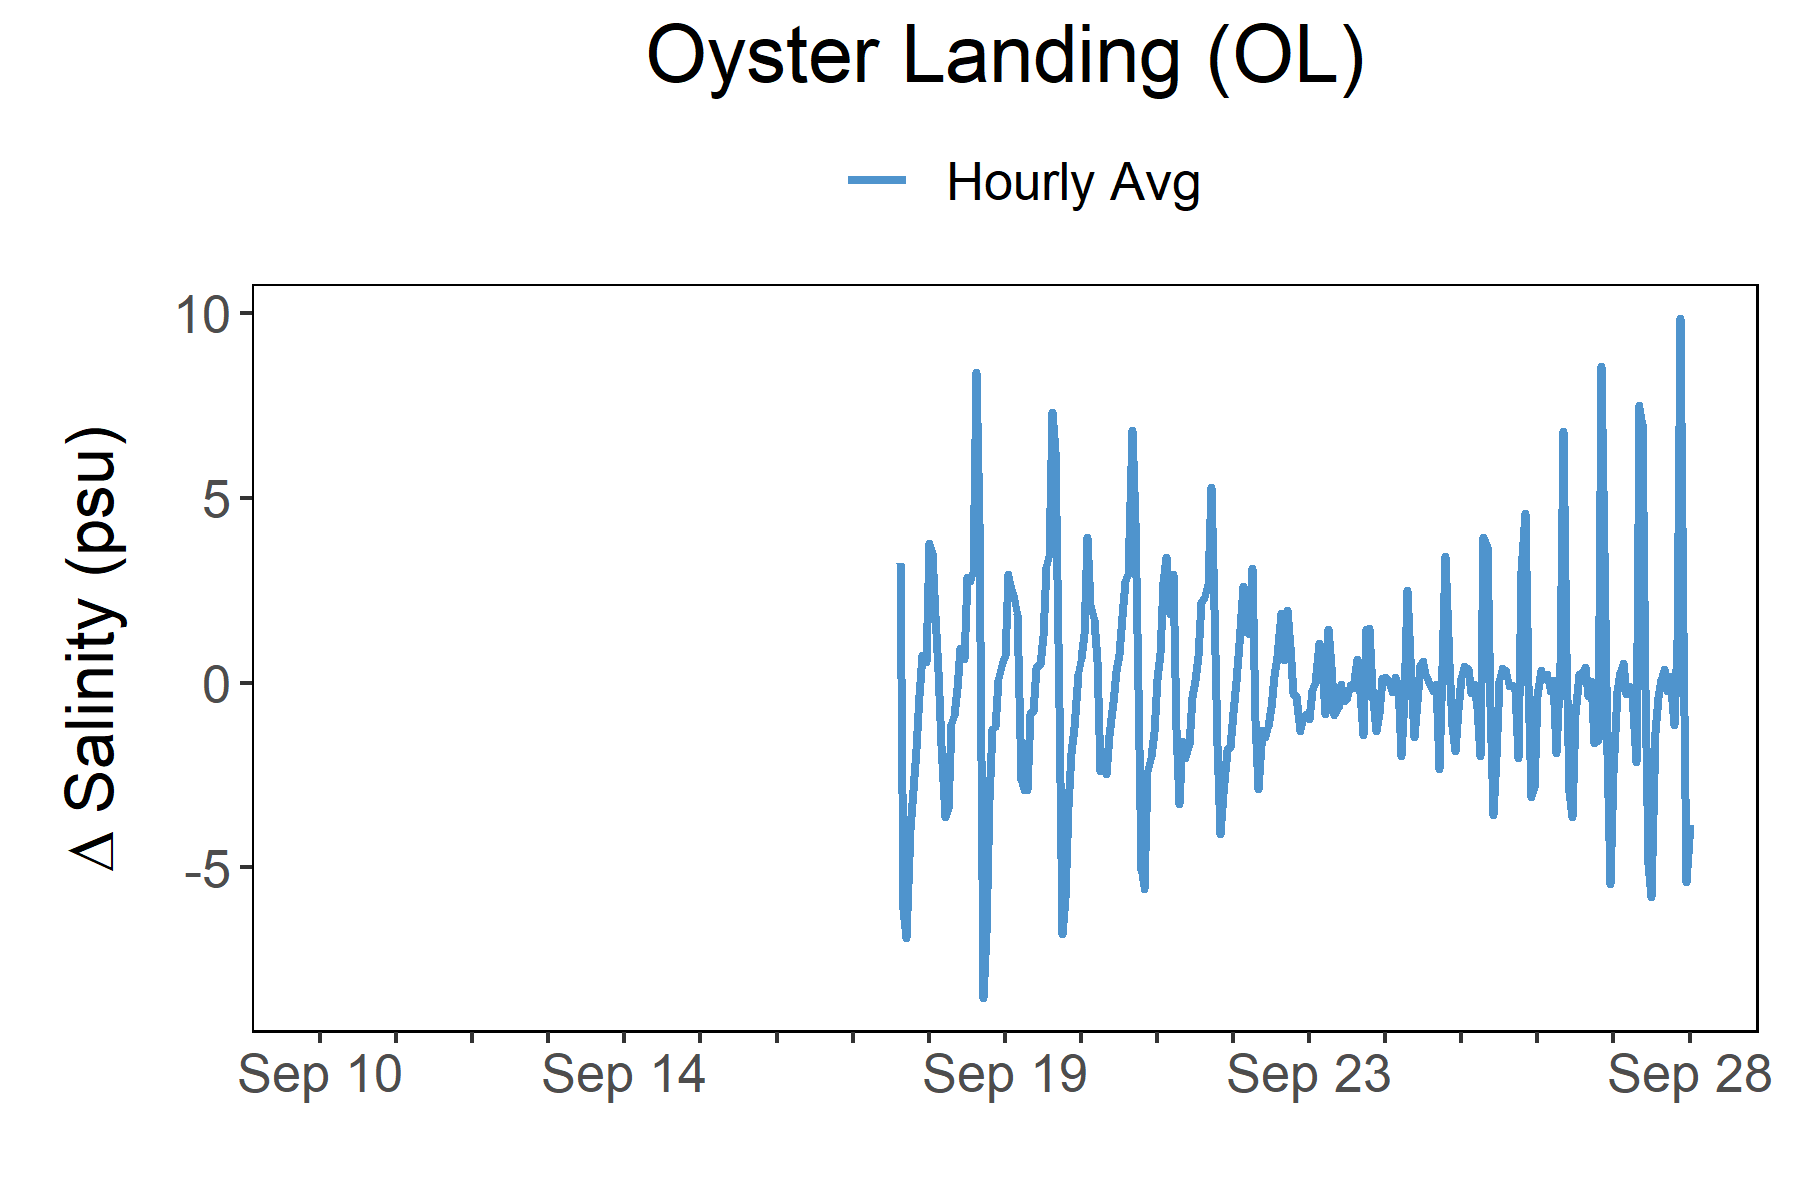 Oyster Landing (OL)
Hourly Avg
10
5
0
-5
Δ Salinity (psu)
Sep 10 Sep 14 Sep 19 Sep 23 Sep 28